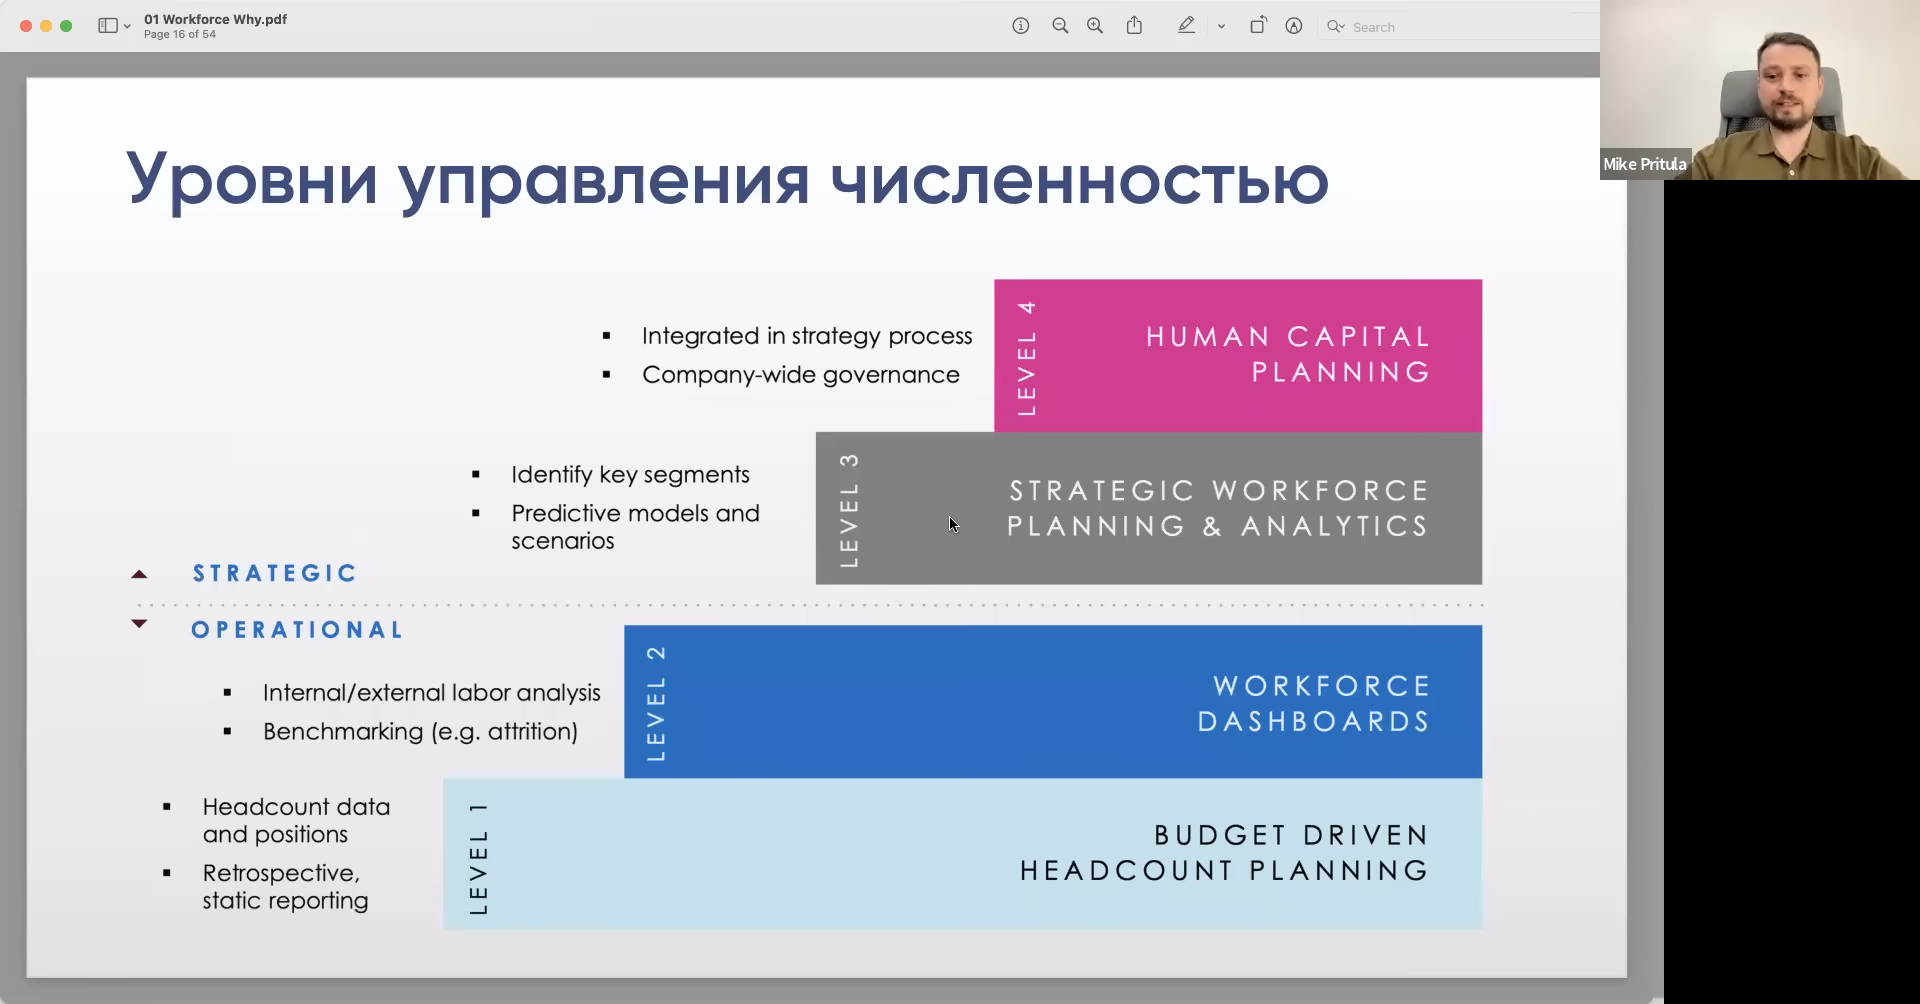 01 Workforce Why.pdf
Page 16 of 54
Search
Mike Pritula
Уровни управления численностью
Integrated in strategy process
Company-wide governance
LEVEL 4
HUMAN CAPITAL
PLANNING
Identify key segments
Predictive models and
scenarios
LEVEL 3
STRATEGIC WORKFORCE
PLANNING & ANALYTICS
STRATEGIC
OPERATIONAL
Internal/external labor analysis
Benchmarking (e.g. attrition)
LEVEL 2
WORKFORCE
DASHBOARDS
Headcount data
and positions
Retrospective,
static reporting
LEVEL 1
BUDGET DRIVEN
HEADCOUNT PLANNING